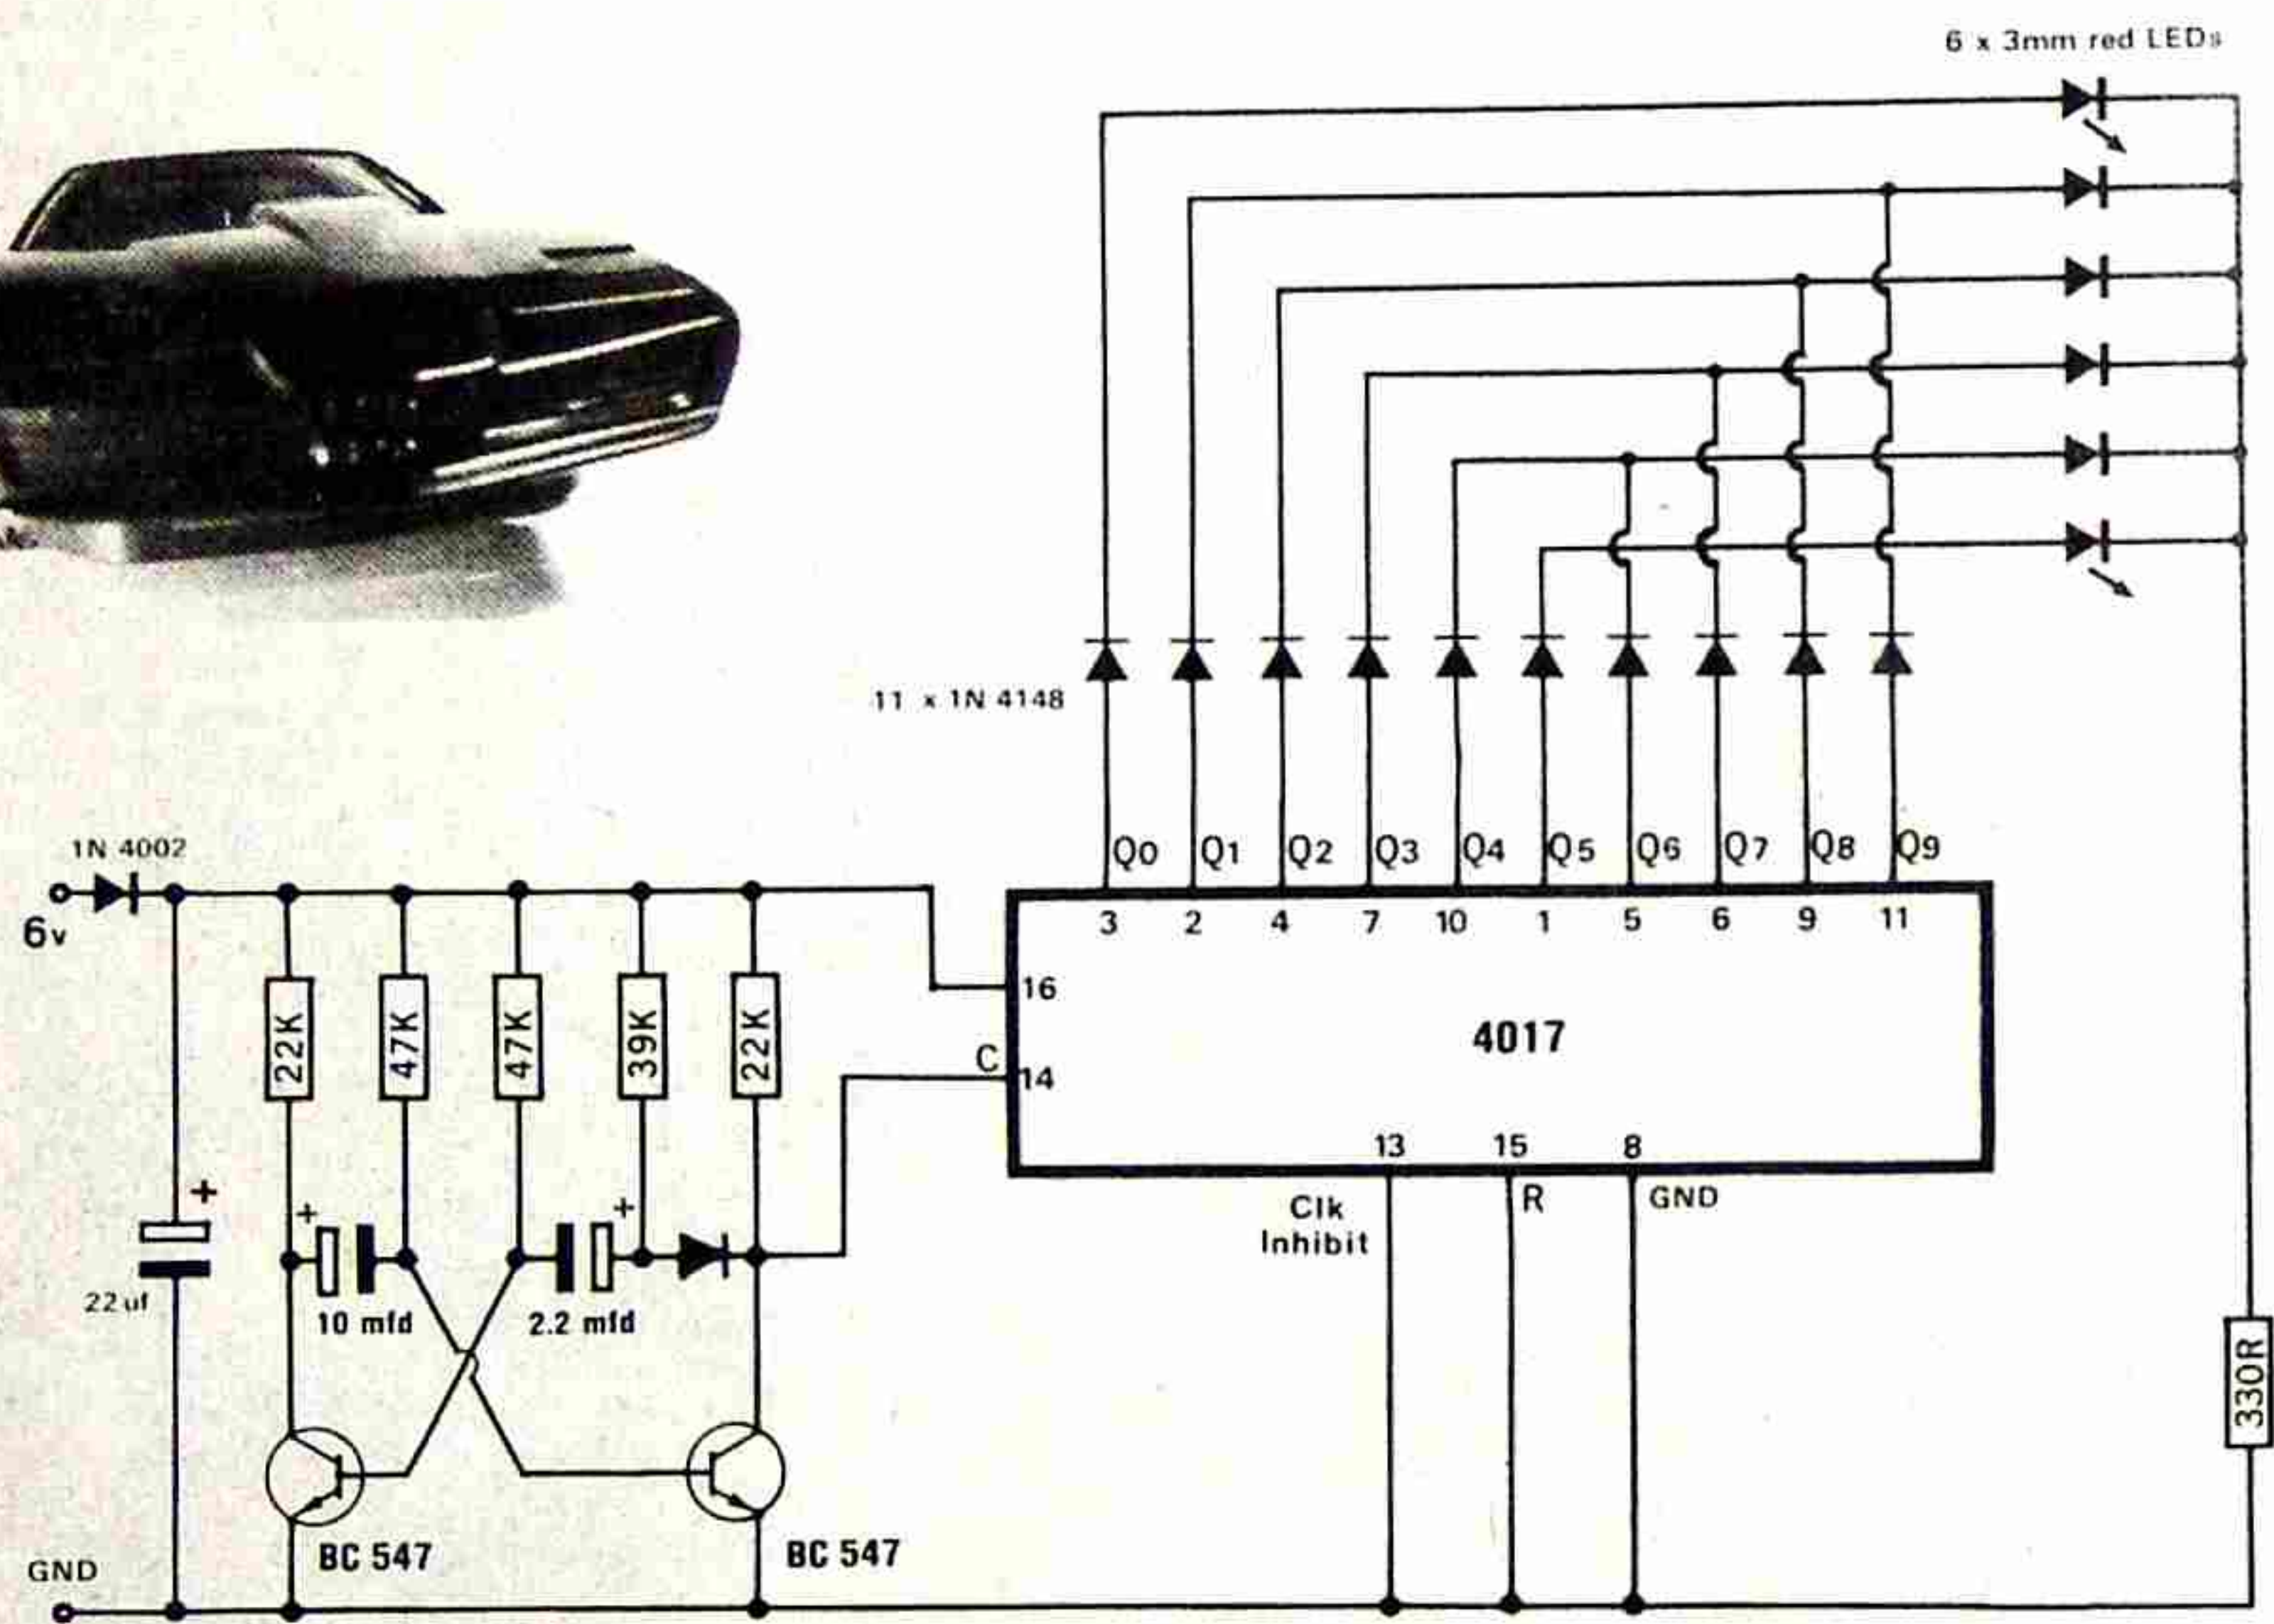 6 x 3mm red LEDs
11 x 1N 4148
1N 4002
6v
Q0 Q1 Q2 Q3 Q4 Q5 Q6 Q7 Q8 Q9
3 2 4 7 10 1 5 6 9 11
16
4017
C
14
22K
47K
47K
39K
22K
13 15 8
Clk
Inhibit
R
GND
+
22uf
+
10 mfd
+
2.2 mfd
330R
BC 547
BC 547
GND